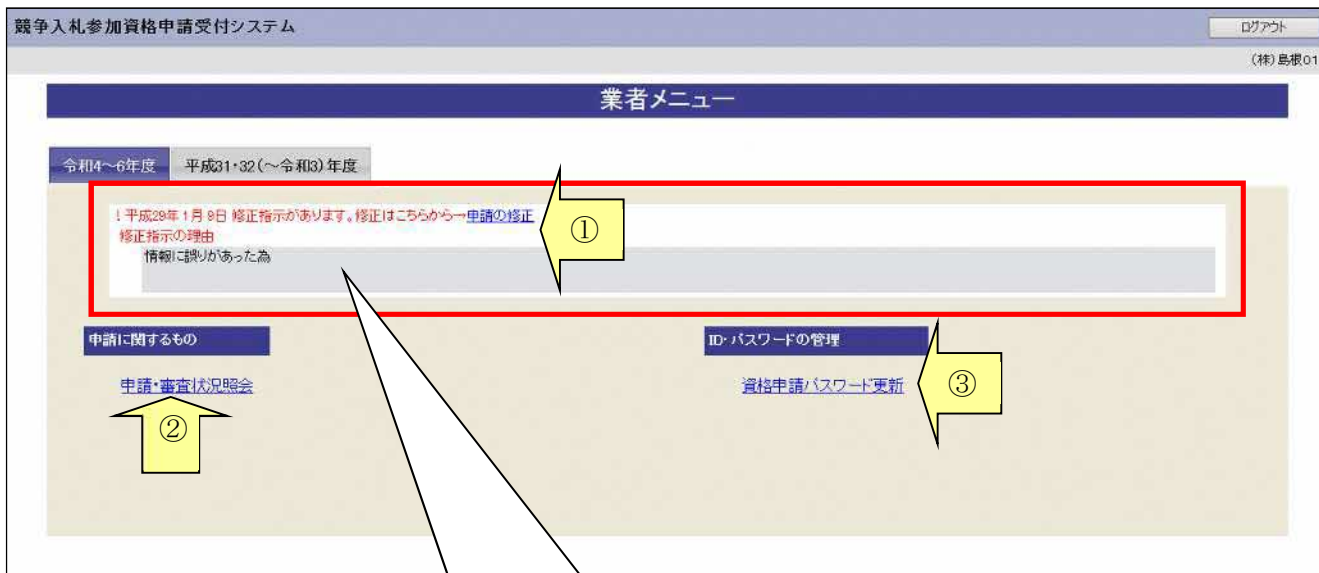 競争入札参加資格申請受付システム
ログアウト
(株)島根01
業者メニュー
令和4～6年度 平成31・32(～令和3)年度
！平成29年1月9日 修正指示があります。修正はこちらから→申請の修正
修正指示の理由
情報に誤りがあった為
①
申請に関するもの
ID・パスワードの管理
申請・審査状況照会
資格申請パスワード更新
③
②